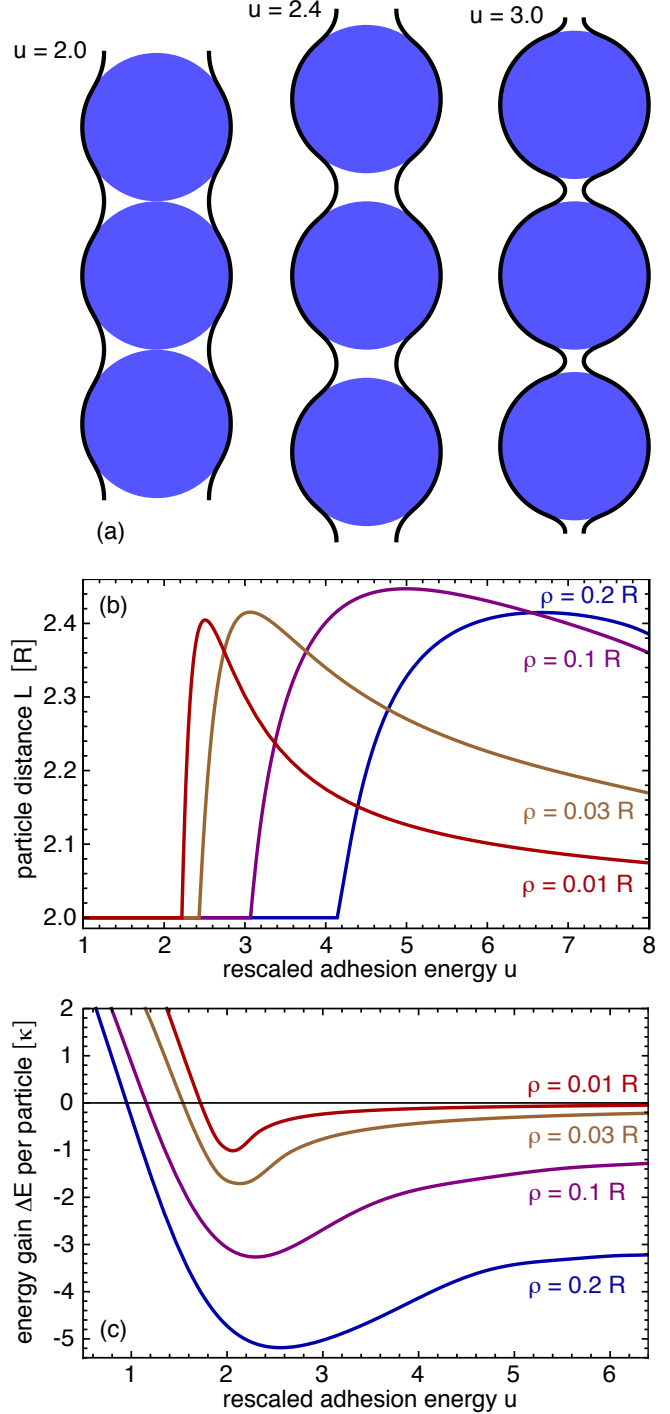 u = 2.0
u = 2.4
u = 3.0
(a)
(b)
ρ = 0.2 R
ρ = 0.1 R
ρ = 0.03 R
ρ = 0.01 R
particle distance L [R]
2.4
2.3
2.2
2.1
2.0
1 2 3 4 5 6 7 8
rescaled adhesion energy u
energy gain ΔE per particle [κ]
2
1
0
-1
-2
-3
-4
-5
ρ = 0.01 R
ρ = 0.03 R
ρ = 0.1 R
ρ = 0.2 R
(c)
1 2 3 4 5 6
rescaled adhesion energy u